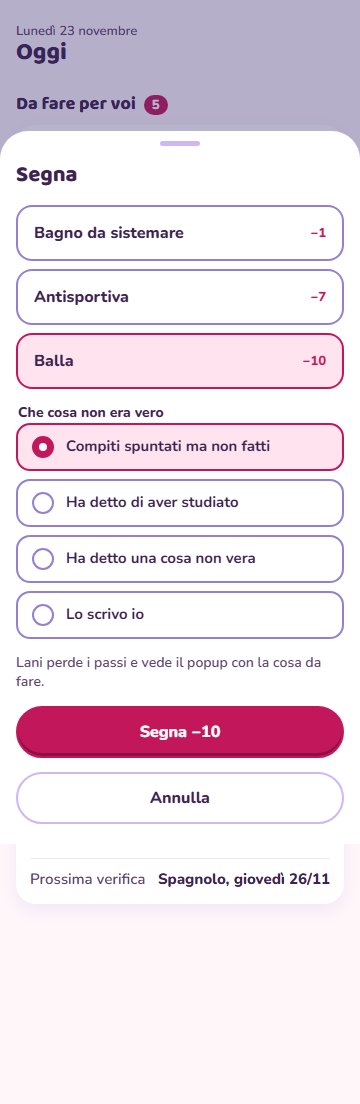 Lunedì 23 novembre
Oggi
Da fare per voi 5
Segna
Bagno da sistemare −1
Antisportiva −7
Balla −10
Che cosa non era vero
Compiti spuntati ma non fatti
Ha detto di aver studiato
Ha detto una cosa non vera
Lo scrivo io
Lani perde i passi e vede il popup con la cosa da
fare.
Segna −10
Annulla
Prossima verifica Spagnolo, giovedì 26/11